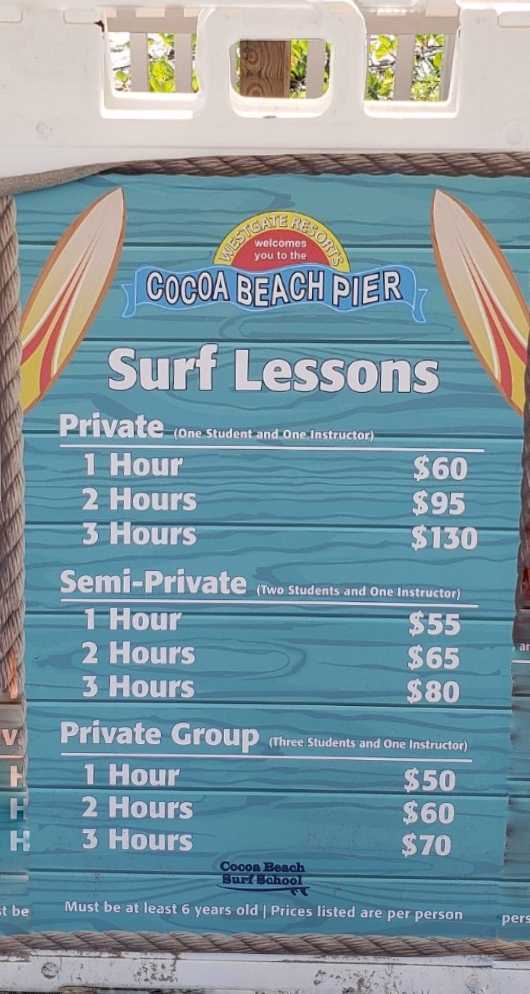 WESTGATE RESORTS
welcomes
you to the
COCOA BEACH PIER
Surf Lessons
Private (One Student and One Instructor)
1 Hour $60
2 Hours $95
3 Hours $130
Semi-Private (Two Students and One Instructor)
1 Hour $55
2 Hours $65
3 Hours $80
Private Group (Three Students and One Instructor)
1 Hour $50
2 Hours $60
3 Hours $70
Cocoa Beach
Surf School
Must be at least 6 years old | Prices listed are per person